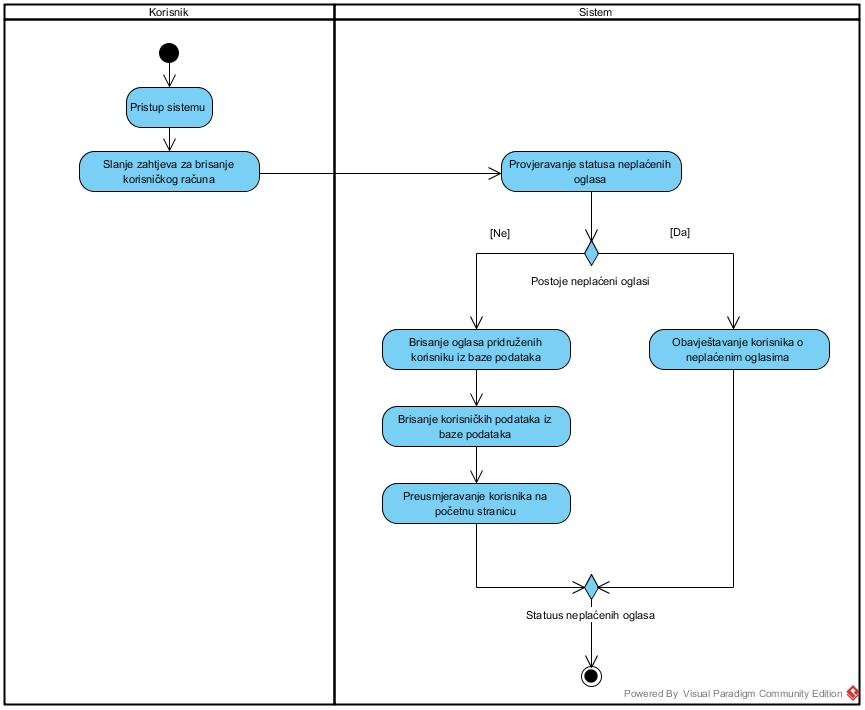 Korisnik
Sistem
Pristup sistemu
Slanje zahtjeva za brisanje
korisničkog računa
Provjeravanje statusa neplaćenih
oglasa
[Ne]
[Da]
Postoje neplaćeni oglasi
Brisanje oglasa pridruženih
korisniku iz baze podataka
Obavještavanje korisnika o
neplaćenim oglasima
Brisanje korisničkih podataka iz
baze podataka
Preusmjeravanje korisnika na
početnu stranicu
Statuus neplaćenih oglasa
Powered By Visual Paradigm Community Edition